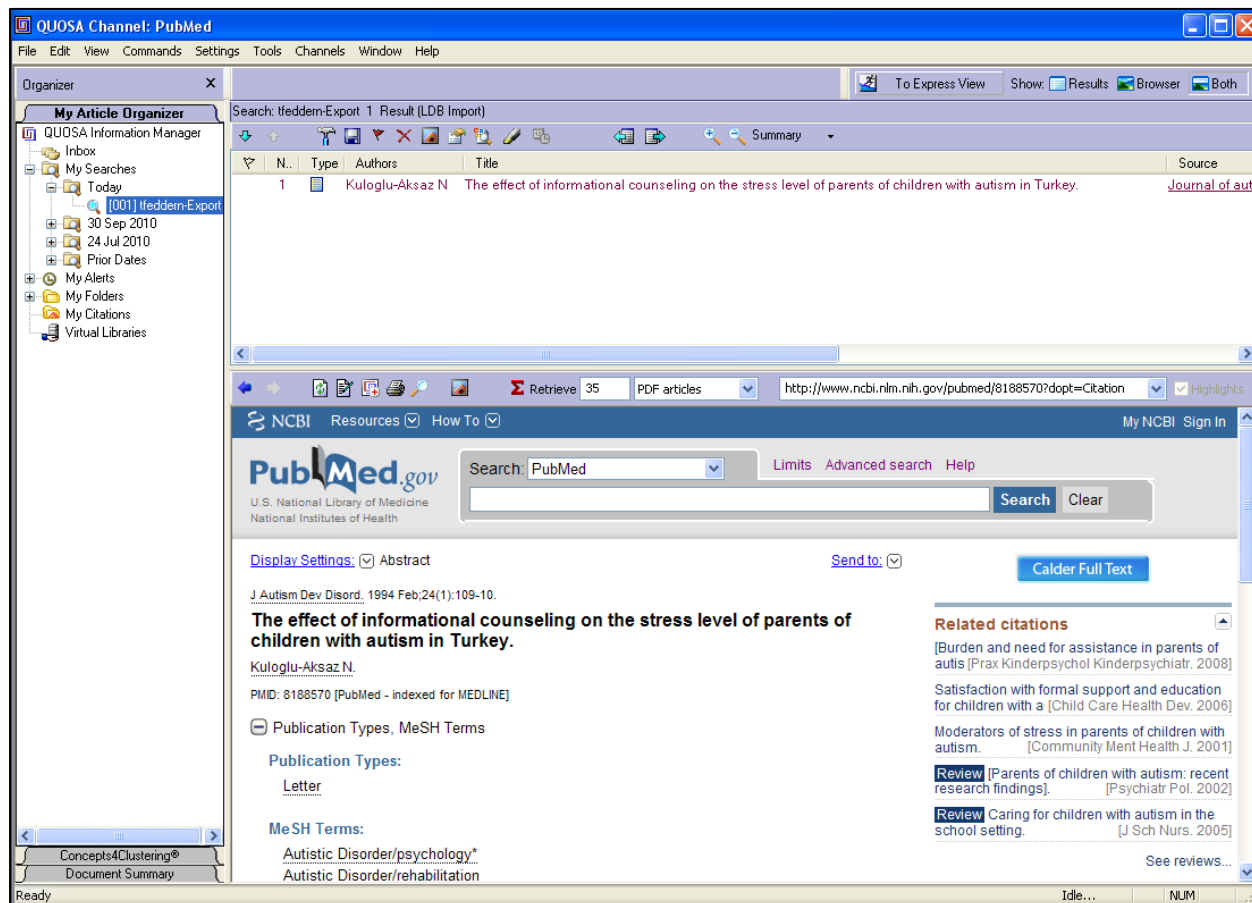 QUOSA Channel: PubMed
File Edit View Commands Settings Tools Channels Window Help
Organizer X
To Express View Show: Results Browser Both
My Article Organizer
Search: tfeddern-Export 1 Result (LDB Import)
QUOSA Information Manager
Inbox
My Searches
Today
[001] tfeddern-Export
30 Sep 2010
24 Jul 2010
Prior Dates
My Alerts
My Folders
My Citations
Virtual Libraries
Summary
N.. Type Authors Title Source
1 Kuloglu-Aksaz N The effect of informational counseling on the stress level of parents of children with autism in Turkey. Journal of aut
Retrieve 35 PDF articles http://www.ncbi.nlm.nih.gov/pubmed/8188570?dopt=Citation Highlights
NCBI Resources How To My NCBI Sign In
PubMed.gov
U.S. National Library of Medicine
National Institutes of Health
Search: PubMed
Limits Advanced search Help
Search Clear
Display Settings: Abstract Send to:
Calder Full Text
J Autism Dev Disord. 1994 Feb;24(1):109-10.
The effect of informational counseling on the stress level of parents of
children with autism in Turkey.
Kuloglu-Aksaz N.
PMID: 8188570 [PubMed - indexed for MEDLINE]
Publication Types, MeSH Terms
Publication Types:
Letter
MeSH Terms:
Autistic Disorder/psychology*
Autistic Disorder/rehabilitation
Related citations
[Burden and need for assistance in parents of
autis [Prax Kinderpsychol Kinderpsychiatr. 2008]
Satisfaction with formal support and education
for children with a [Child Care Health Dev. 2006]
Moderators of stress in parents of children with
autism. [Community Ment Health J. 2001]
Review [Parents of children with autism: recent
research findings]. [Psychiatr Pol. 2002]
Review Caring for children with autism in the
school setting. [J Sch Nurs. 2005]
See reviews...
Concepts4Clustering®
Document Summary
Ready Idle... NUM